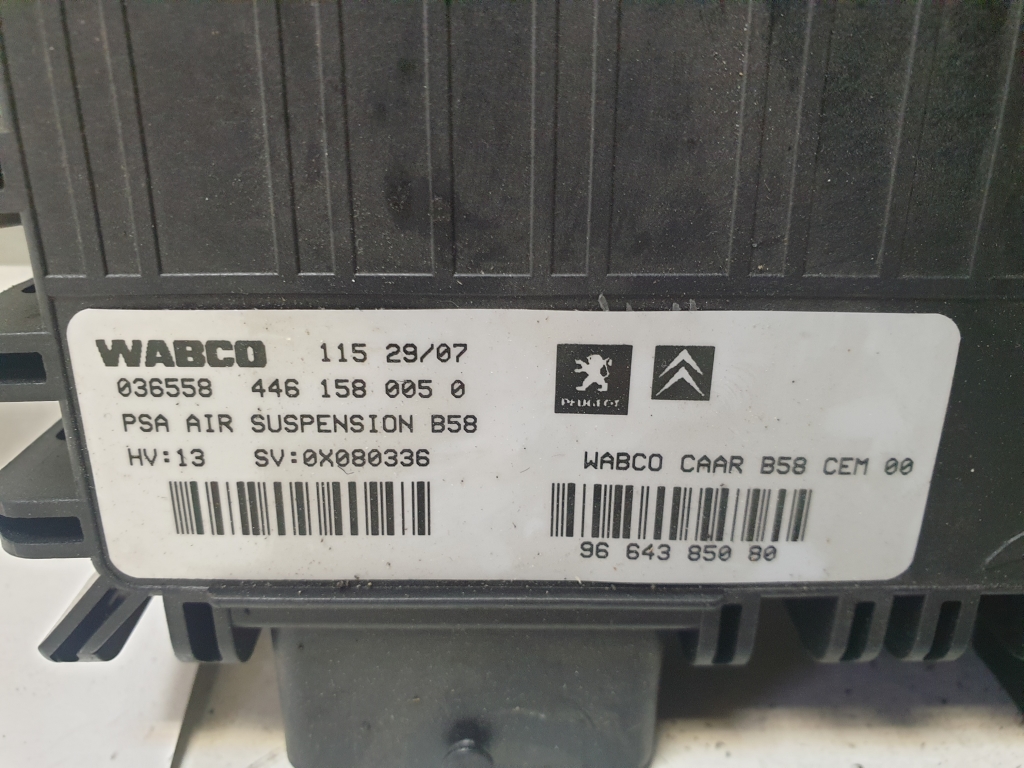 WABCO 115 29/07
036558 446 158 005 0
PSA AIR SUSPENSION B58
HV:13 SV:0X080336
PEUGEOT
WABCO CAAR B58 CEM 00
96 643 850 80